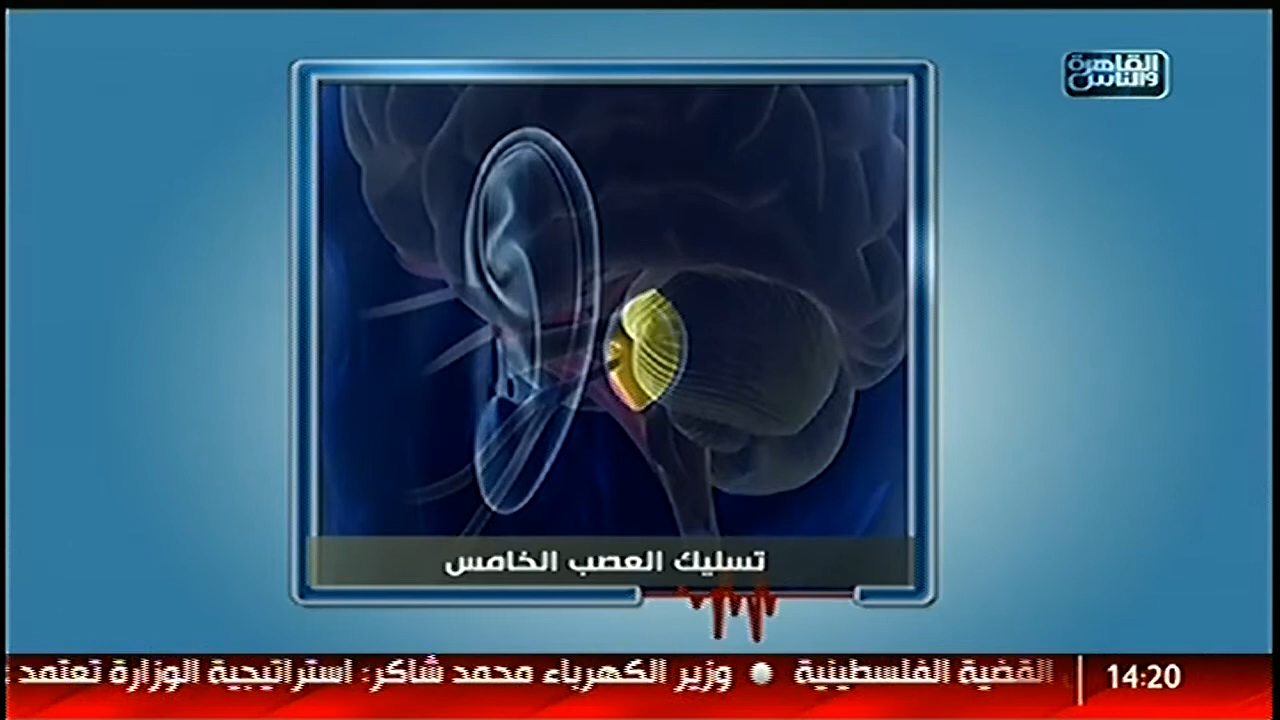 القاهرة
والناس
تسليك العصب الخامس
القضية الفلسطينية ● وزير الكهرباء محمد شاكر: استراتيجية الوزارة تعتمد
14:20